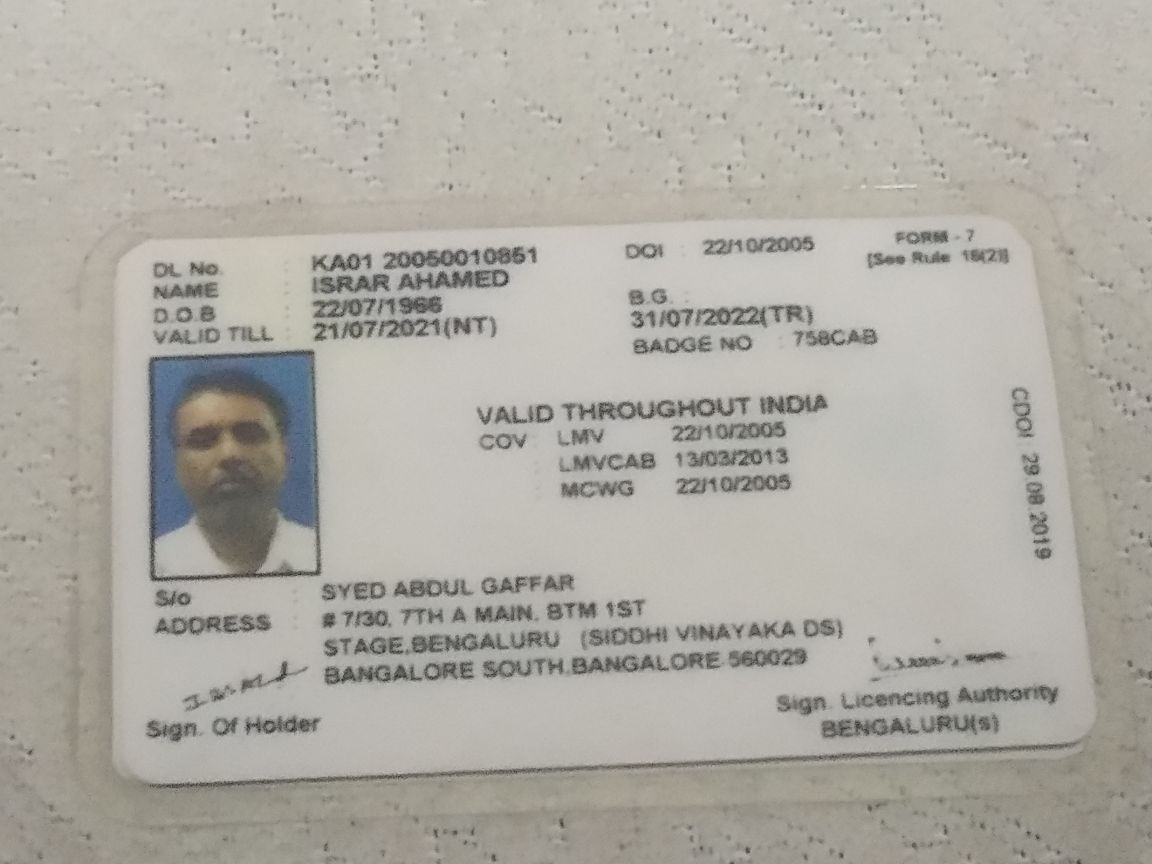 FORM - 7
[See Rule 16(2)]
DL No. : KA01 20050010851 DOI : 22/10/2005
NAME : ISRAR AHAMED
D.O.B : 22/07/1966 B.G. :
VALID TILL : 21/07/2021(NT) 31/07/2022(TR)
BADGE NO : 758CAB
VALID THROUGHOUT INDIA
COV : LMV 22/10/2005
: LMVCAB 13/03/2013
: MCWG 22/10/2005
CDOI 29.08.2019
S/o : SYED ABDUL GAFFAR
ADDRESS : # 7/30, 7TH A MAIN, BTM 1ST
STAGE,BENGALURU (SIDDHI VINAYAKA DS)
BANGALORE SOUTH,BANGALORE 560029
Sign. Of Holder
Sign. Licencing Authority
BENGALURU(s)